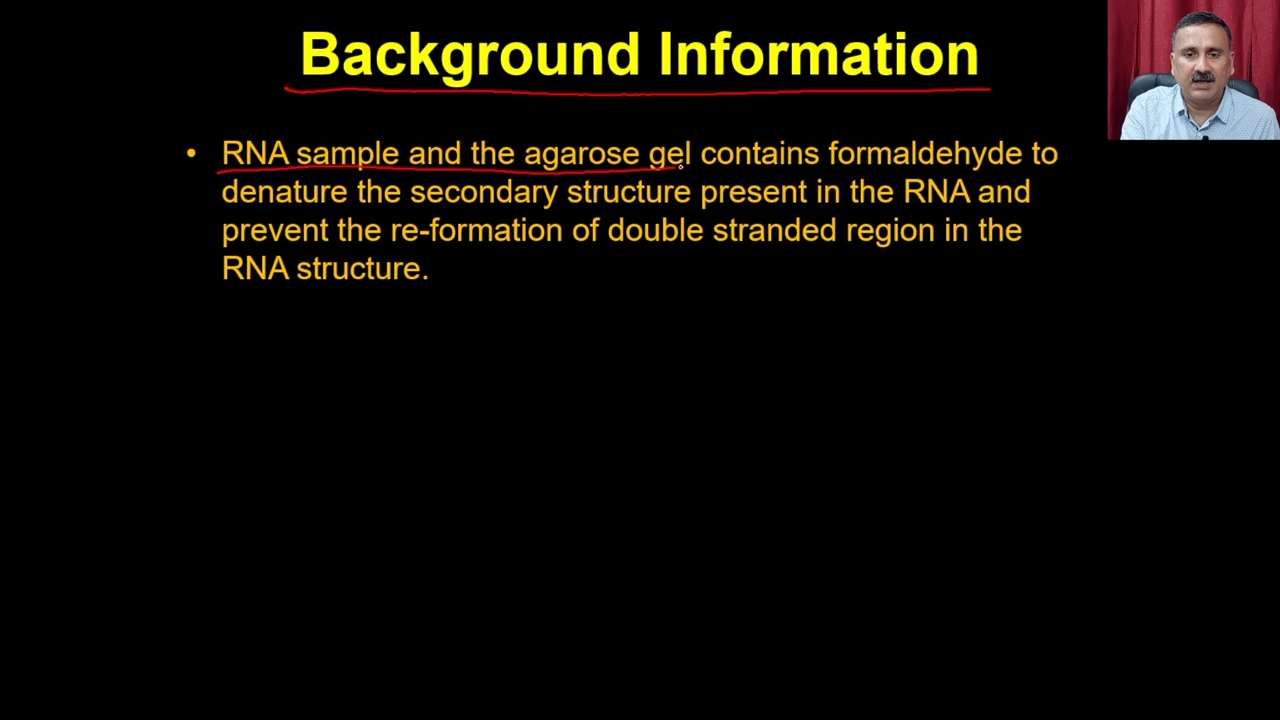 Background Information
• RNA sample and the agarose gel contains formaldehyde to
denature the secondary structure present in the RNA and
prevent the re-formation of double stranded region in the
RNA structure.